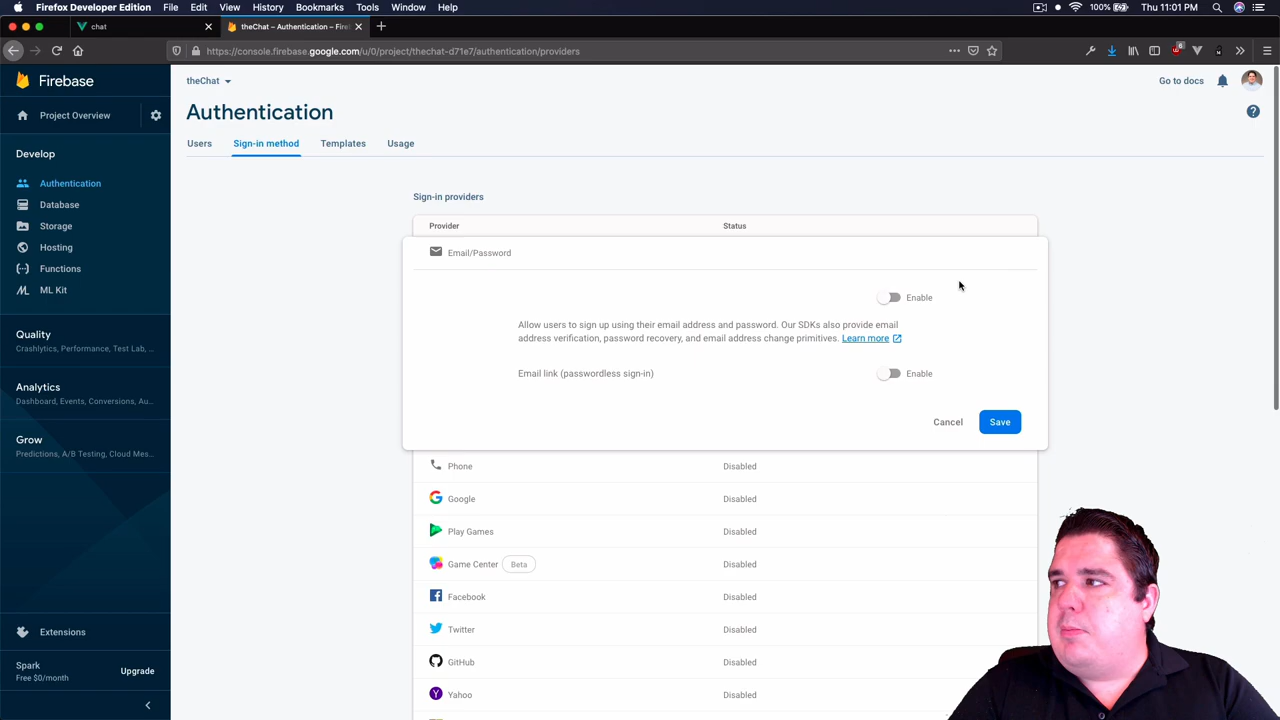 Firefox Developer Edition File Edit View History Bookmarks Tools Window Help
100% Thu 11:01 PM
chat
theChat – Authentication – Fire
https://console.firebase.google.com/u/0/project/thechat-d71e7/authentication/providers
6
Firebase
theChat
Go to docs
Project Overview
Authentication
Users Sign-in method Templates Usage
Develop
Authentication
Database
Storage
Hosting
Functions
ML Kit
Quality
Crashlytics, Performance, Test Lab, ...
Analytics
Dashboard, Events, Conversions, Au...
Grow
Predictions, A/B Testing, Cloud Mes...
Extensions
Spark
Free $0/month
Upgrade
Sign-in providers
Provider Status
Email/Password
Enable
Allow users to sign up using their email address and password. Our SDKs also provide email
address verification, password recovery, and email address change primitives. Learn more
Email link (passwordless sign-in) Enable
Cancel Save
Phone Disabled
Google Disabled
Play Games Disabled
Game Center Beta Disabled
Facebook Disabled
Twitter Disabled
GitHub Disabled
Yahoo Disabled